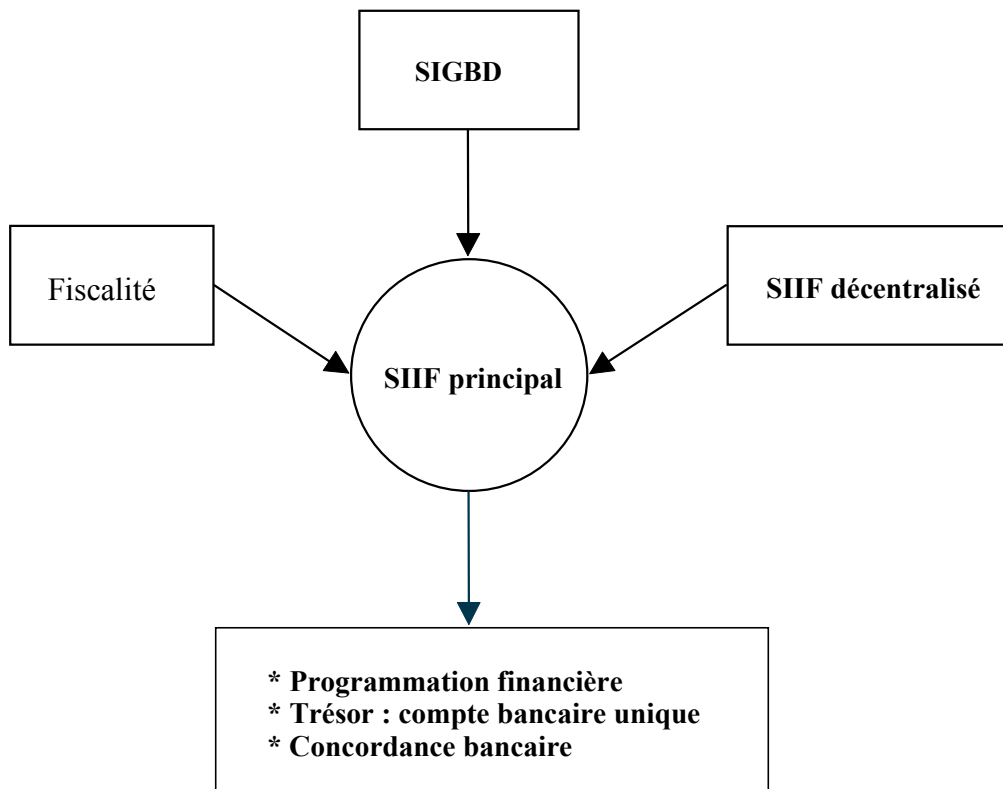 SIGBD
Fiscalité
SIIF décentralisé
SIIF principal
* Programmation financière
* Trésor : compte bancaire unique
* Concordance bancaire